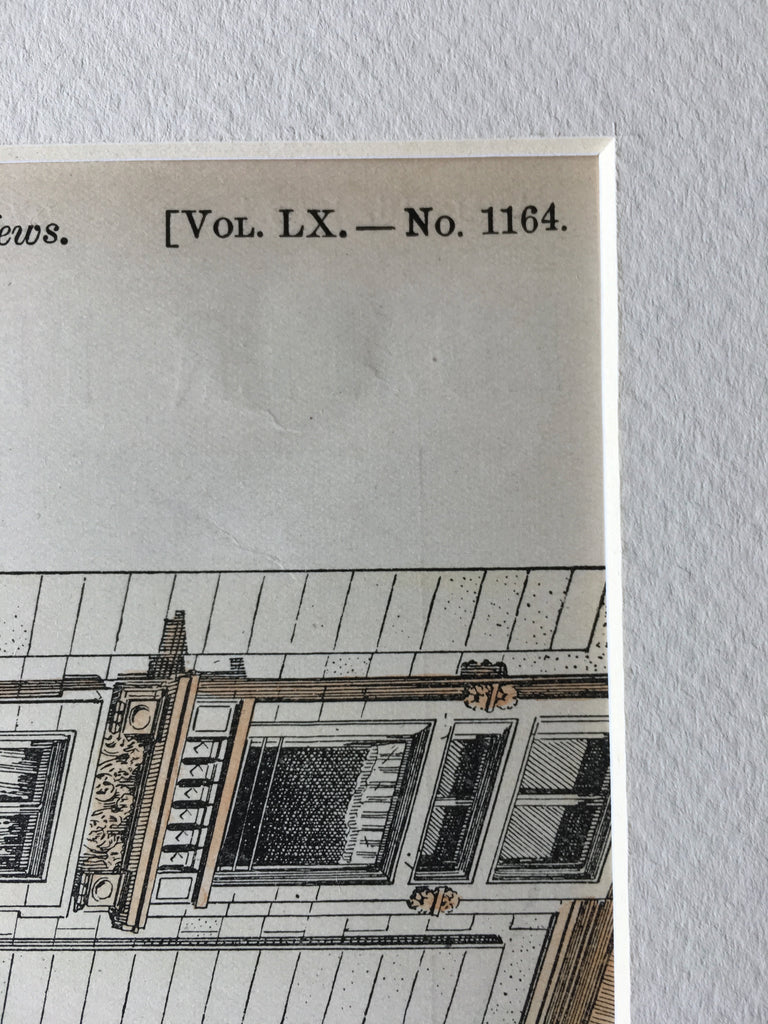 ews. [VOL. LX. — No. 1164.